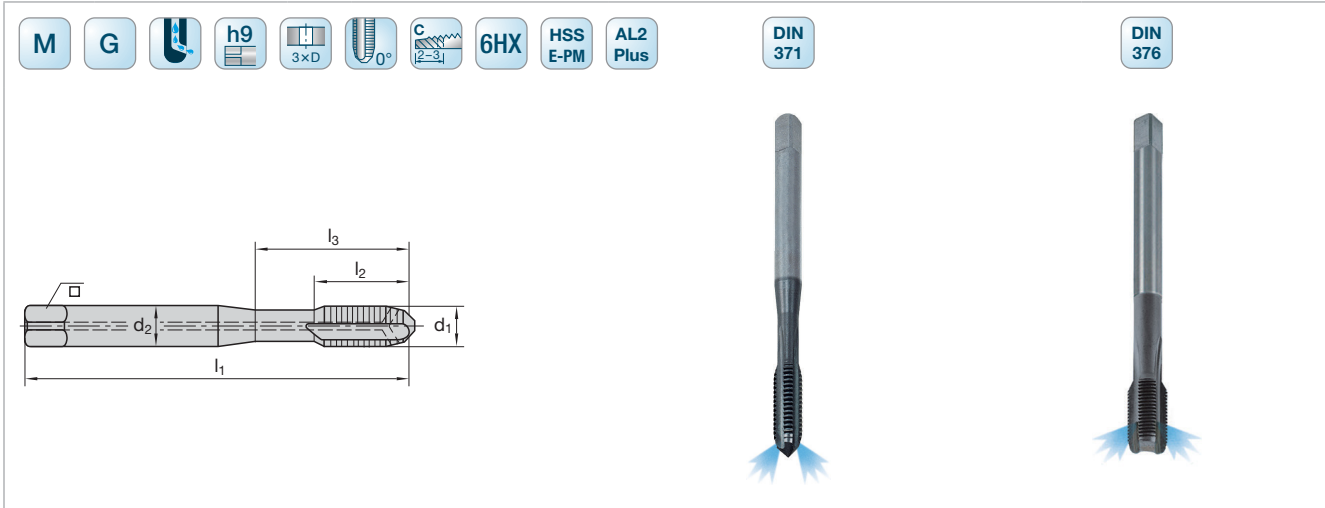 M
G
h9
3×D
0°
C
2–3
6HX
HSS
E-PM
AL2
Plus
DIN
371
DIN
376
l3
l2
d2
d1
l1